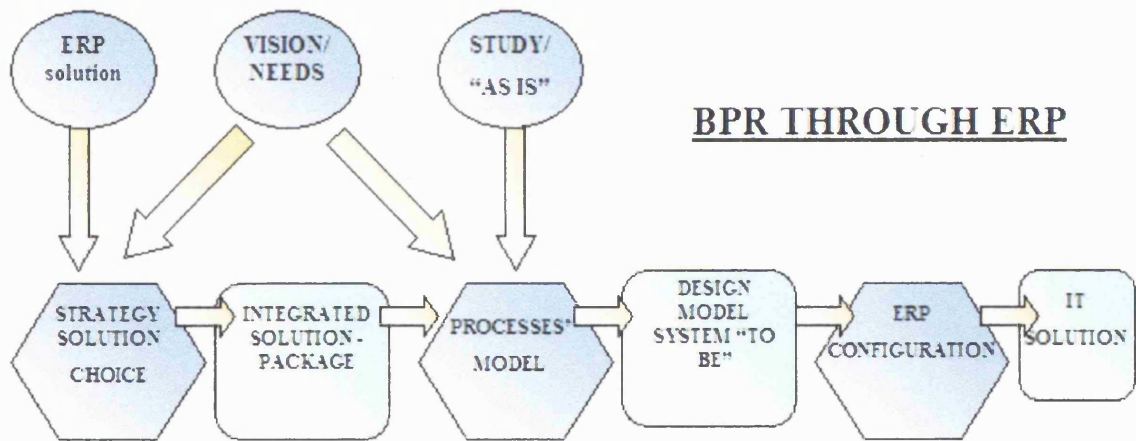 ERP
solution
VISION/
NEEDS
STUDY/
“AS IS”
BPR THROUGH ERP
STRATEGY
SOLUTION
CHOICE
INTEGRATED
SOLUTION-
PACKAGE
PROCESSES’
MODEL
DESIGN
MODEL
SYSTEM “TO
BE”
ERP
CONFIGURATION
IT
SOLUTION